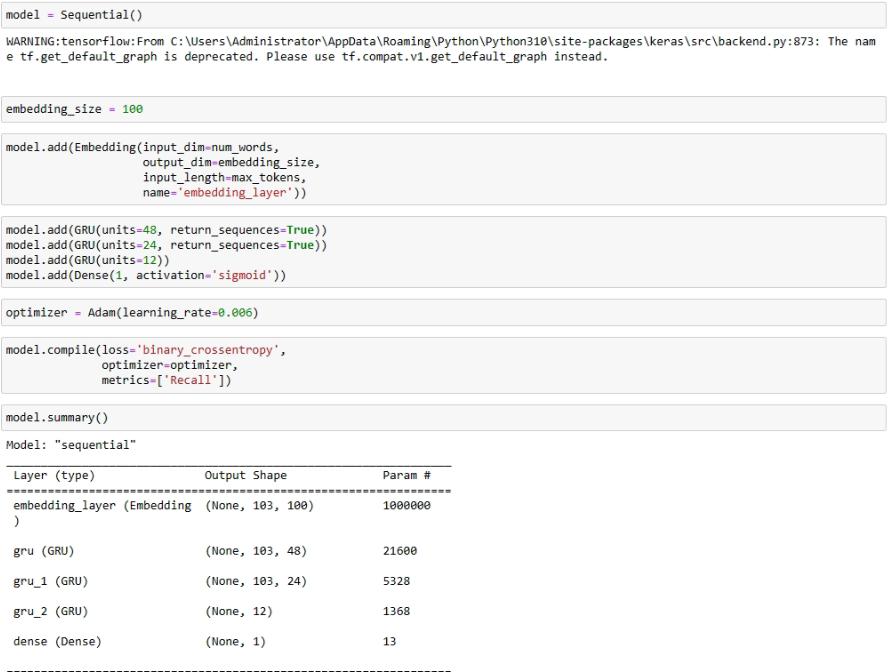 model = Sequential()
WARNING:tensorflow:From C:\Users\Administrator\AppData\Roaming\Python\Python310\site-packages\keras\src\backend.py:873: The nam
e tf.get_default_graph is deprecated. Please use tf.compat.v1.get_default_graph instead.
embedding_size = 100
model.add(Embedding(input_dim=num_words,
                    output_dim=embedding_size,
                    input_length=max_tokens,
                    name='embedding_layer'))
model.add(GRU(units=48, return_sequences=True))
model.add(GRU(units=24, return_sequences=True))
model.add(GRU(units=12))
model.add(Dense(1, activation='sigmoid'))
optimizer = Adam(learning_rate=0.006)
model.compile(loss='binary_crossentropy',
              optimizer=optimizer,
              metrics=['Recall'])
model.summary()
Model: "sequential"
_________________________________________________________________
 Layer (type)                Output Shape              Param #
=================================================================
 embedding_layer (Embedding  (None, 103, 100)          1000000
 )
 gru (GRU)                   (None, 103, 48)           21600
 gru_1 (GRU)                 (None, 103, 24)           5328
 gru_2 (GRU)                 (None, 12)                1368
 dense (Dense)               (None, 1)                 13
=================================================================